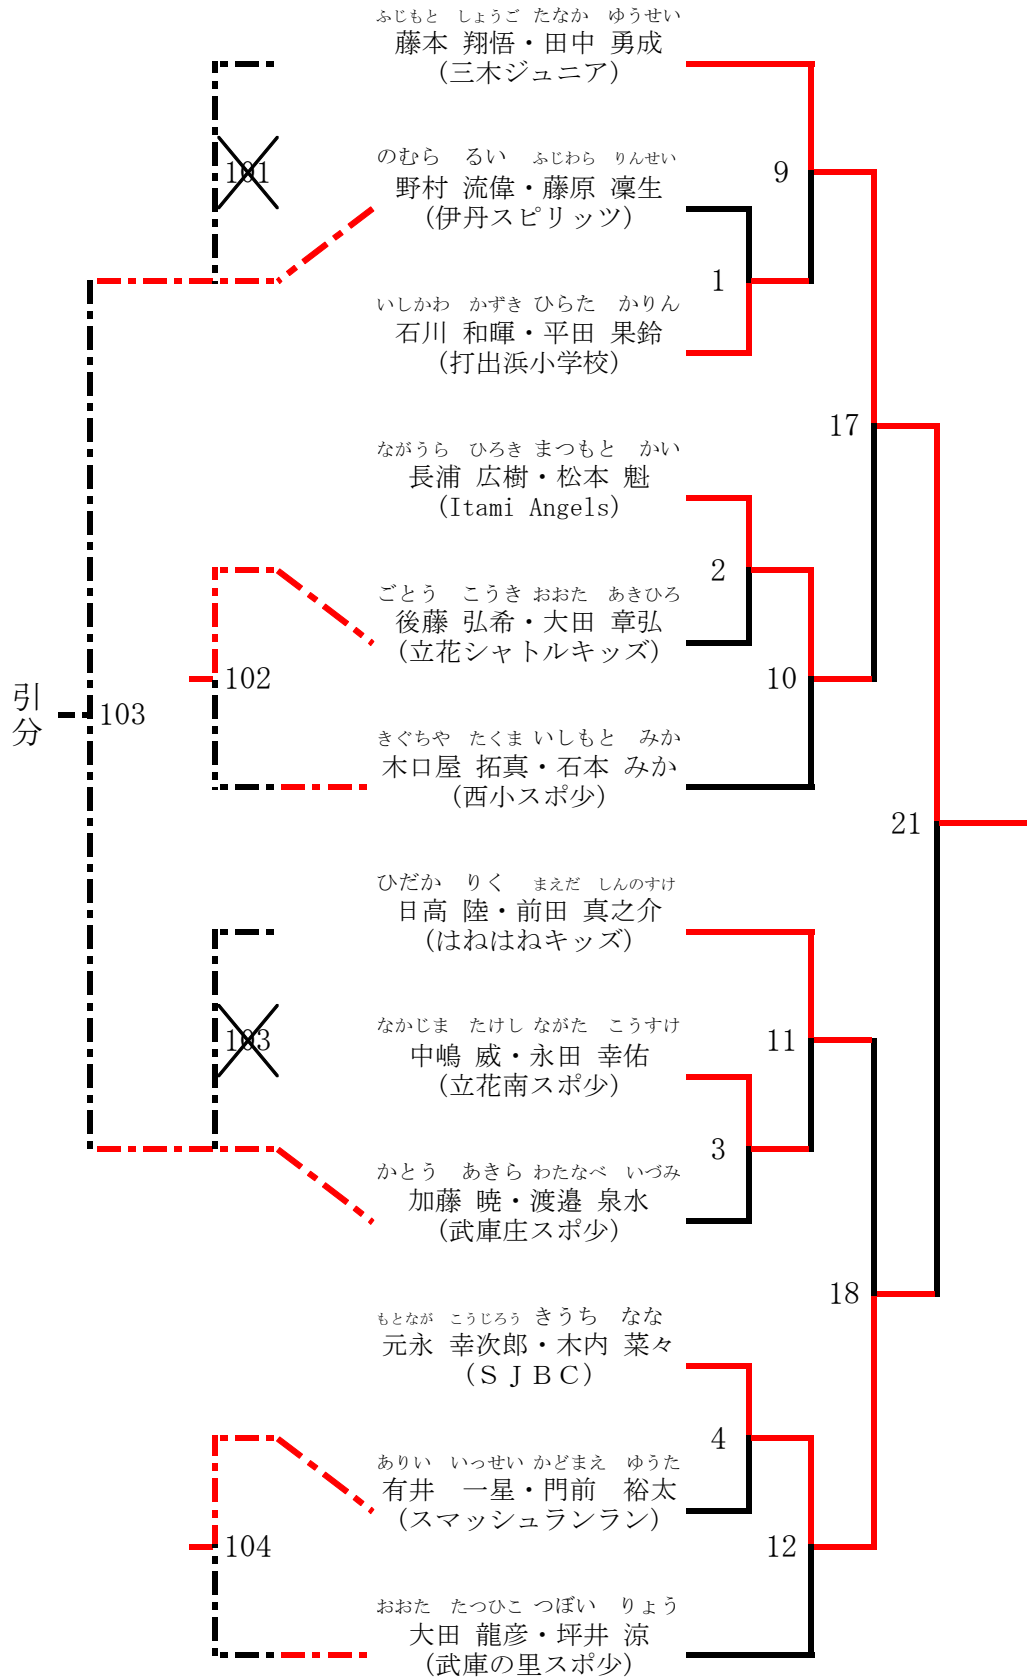 ふじもと　しょうご たなか　ゆうせい
藤本 翔悟・田中 勇成
(三木ジュニア)
101
のむら　るい　ふじわら　りんせい
野村 流偉・藤原 凜生
(伊丹スピリッツ)
9
1
いしかわ　かずき ひらた　かりん
石川 和暉・平田 果鈴
(打出浜小学校)
17
ながうら　ひろき まつもと　かい
長浦 広樹・松本 魁
(Itami Angels)
2
ごとう　こうき おおた　あきひろ
後藤 弘希・大田 章弘
(立花シャトルキッズ)
102
10
引分
103
きぐちや　たくま いしもと　みか
木口屋 拓真・石本 みか
(西小スポ少)
21
ひだか　りく　まえだ　しんのすけ
日高 陸・前田 真之介
(はねはねキッズ)
103
なかじま　たけし ながた　こうすけ
中嶋 威・永田 幸佑
(立花南スポ少)
11
3
かとう　あきら わたなべ　いづみ
加藤 暁・渡邉 泉水
(武庫庄スポ少)
18
もとなが　こうじろう きうち　なな
元永 幸次郎・木内 菜々
(ＳＪＢＣ)
4
ありい　いっせい かどまえ　ゆうた
有井　一星・門前　裕太
(スマッシュランラン)
104
12
おおた　たつひこ つぼい　りょう
大田 龍彦・坪井 涼
(武庫の里スポ少)